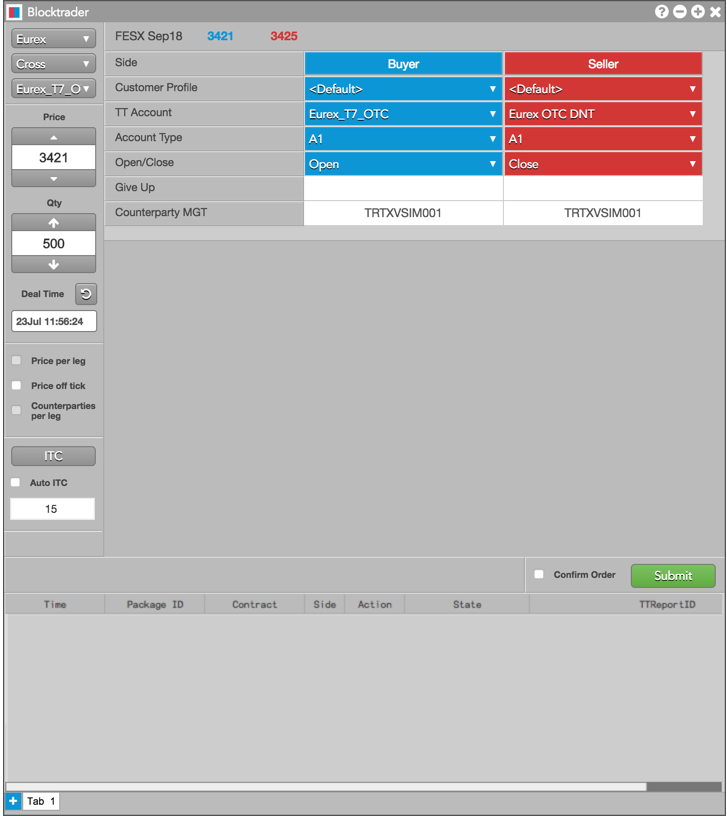 Blocktrader
Eurex
Cross
Eurex_T7_O
Price
3421
Qty
500
Deal Time
23Jul 11:56:24
Price per leg
Price off tick
Counterparties
per leg
ITC
Auto ITC
15
FESX Sep18 3421 3425
Side Buyer Seller
Customer Profile <Default> <Default>
TT Account Eurex_T7_OTC Eurex OTC DNT
Account Type A1 A1
Open/Close Open Close
Give Up
Counterparty MGT TRTXVSIM001 TRTXVSIM001
Confirm Order Submit
Time Package ID Contract Side Action State TTReportID
Tab 1